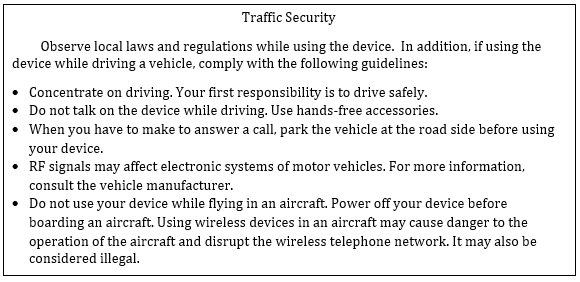 Traffic Security
Observe local laws and regulations while using the device. In addition, if using the
device while driving a vehicle, comply with the following guidelines:
• Concentrate on driving. Your first responsibility is to drive safely.
• Do not talk on the device while driving. Use hands-free accessories.
• When you have to make to answer a call, park the vehicle at the road side before using
your device.
• RF signals may affect electronic systems of motor vehicles. For more information,
consult the vehicle manufacturer.
• Do not use your device while flying in an aircraft. Power off your device before
boarding an aircraft. Using wireless devices in an aircraft may cause danger to the
operation of the aircraft and disrupt the wireless telephone network. It may also be
considered illegal.